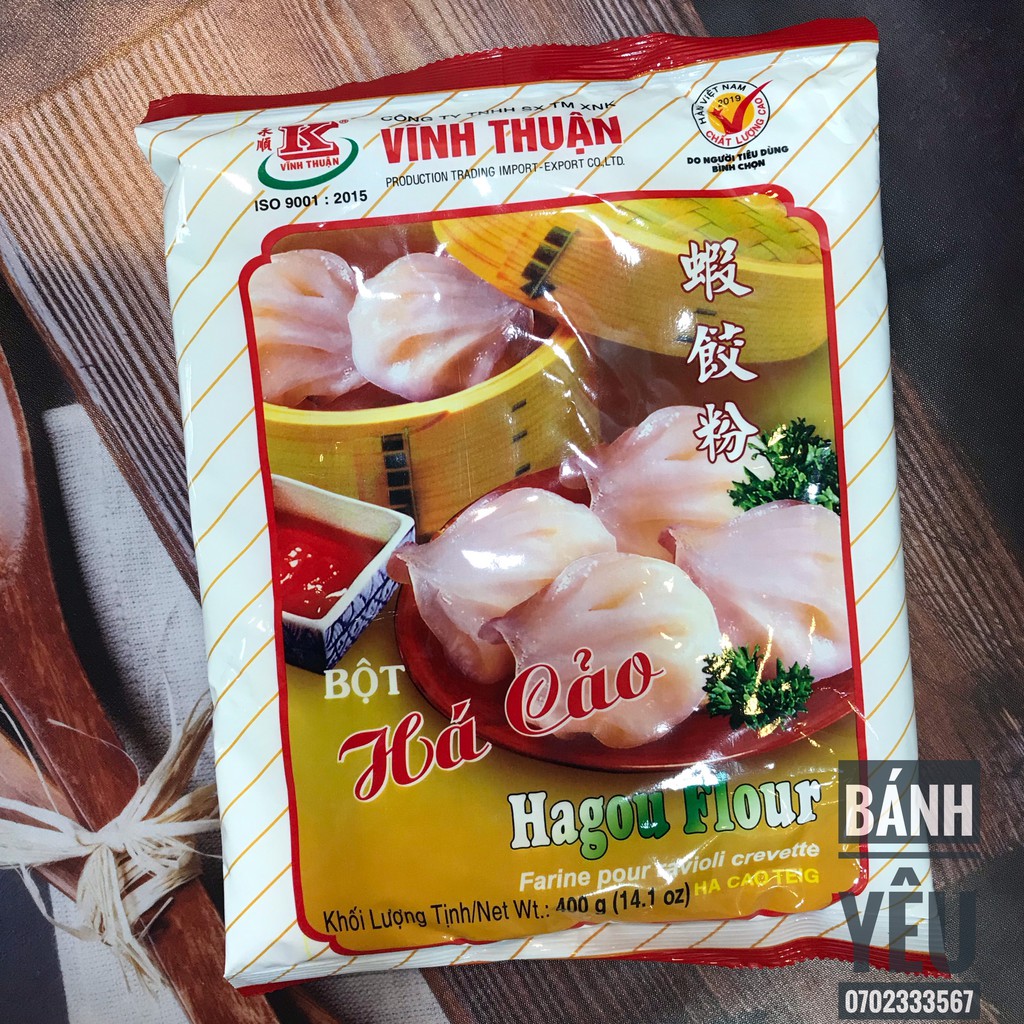 永順
K
®
VĨNH THUẬN
ISO 9001 : 2015
CÔNG TY TNHH SX TM XNK
VĨNH THUẬN
PRODUCTION TRADING IMPORT-EXPORT CO.,LTD.
HÀNG VIỆT NAM
2019
CHẤT LƯỢNG CAO
DO NGƯỜI TIÊU DÙNG
BÌNH CHỌN
蝦餃粉
BỘT
Há Cảo
Hagou Flour
Farine pour ravioli crevette
HA CAO TEIG
Khối Lượng Tịnh/Net Wt.: 400 g (14.1 oz)
BÁNH
YÊU
0702333567